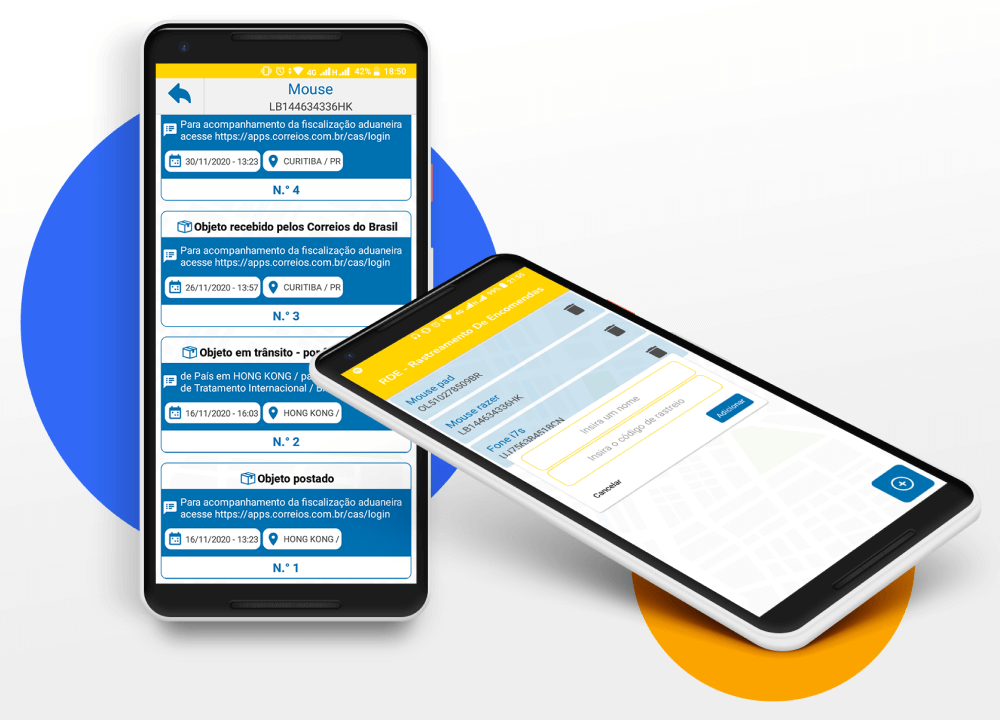 4G H 42% 18:50
Mouse
LB144634336HK
Para acompanhamento da fiscalização aduaneira
acesse https://apps.correios.com.br/cas/login
30/11/2020 - 13:23 CURITIBA / PR
N.° 4
Objeto recebido pelos Correios do Brasil
Para acompanhamento da fiscalização aduaneira
acesse https://apps.correios.com.br/cas/login
26/11/2020 - 13:57 CURITIBA / PR
N.° 3
Objeto em trânsito - por
de País em HONG KONG /
de Tratamento Internacional /
16/11/2020 - 16:03 HONG KONG /
N.° 2
Objeto postado
Para acompanhamento da fiscalização aduaneira
acesse https://apps.correios.com.br/cas/login
16/11/2020 - 13:23 HONG KONG /
N.° 1
RDE - Rastreamento De Encomendas
Mouse pad
OL510278509BR
Mouse razer
LB144634336HK
Fone i7s
Insira um nome
Insira o código de rastreio
Cancelar
Adicionar